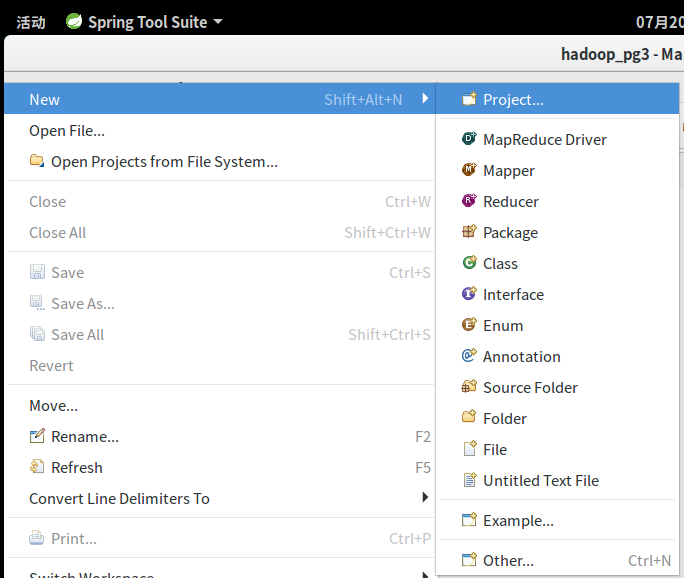 活动 Spring Tool Suite 07月20
hadoop_pg3 - Ma
New Shift+Alt+N
Open File...
Open Projects from File System...
Close Ctrl+W
Close All Shift+Ctrl+W
Save Ctrl+S
Save As...
Save All Shift+Ctrl+S
Revert
Move...
Rename... F2
Refresh F5
Convert Line Delimiters To
Print... Ctrl+P
Switch Workspace
Project...
MapReduce Driver
Mapper
Reducer
Package
Class
Interface
Enum
Annotation
Source Folder
Folder
File
Untitled Text File
Example...
Other... Ctrl+N